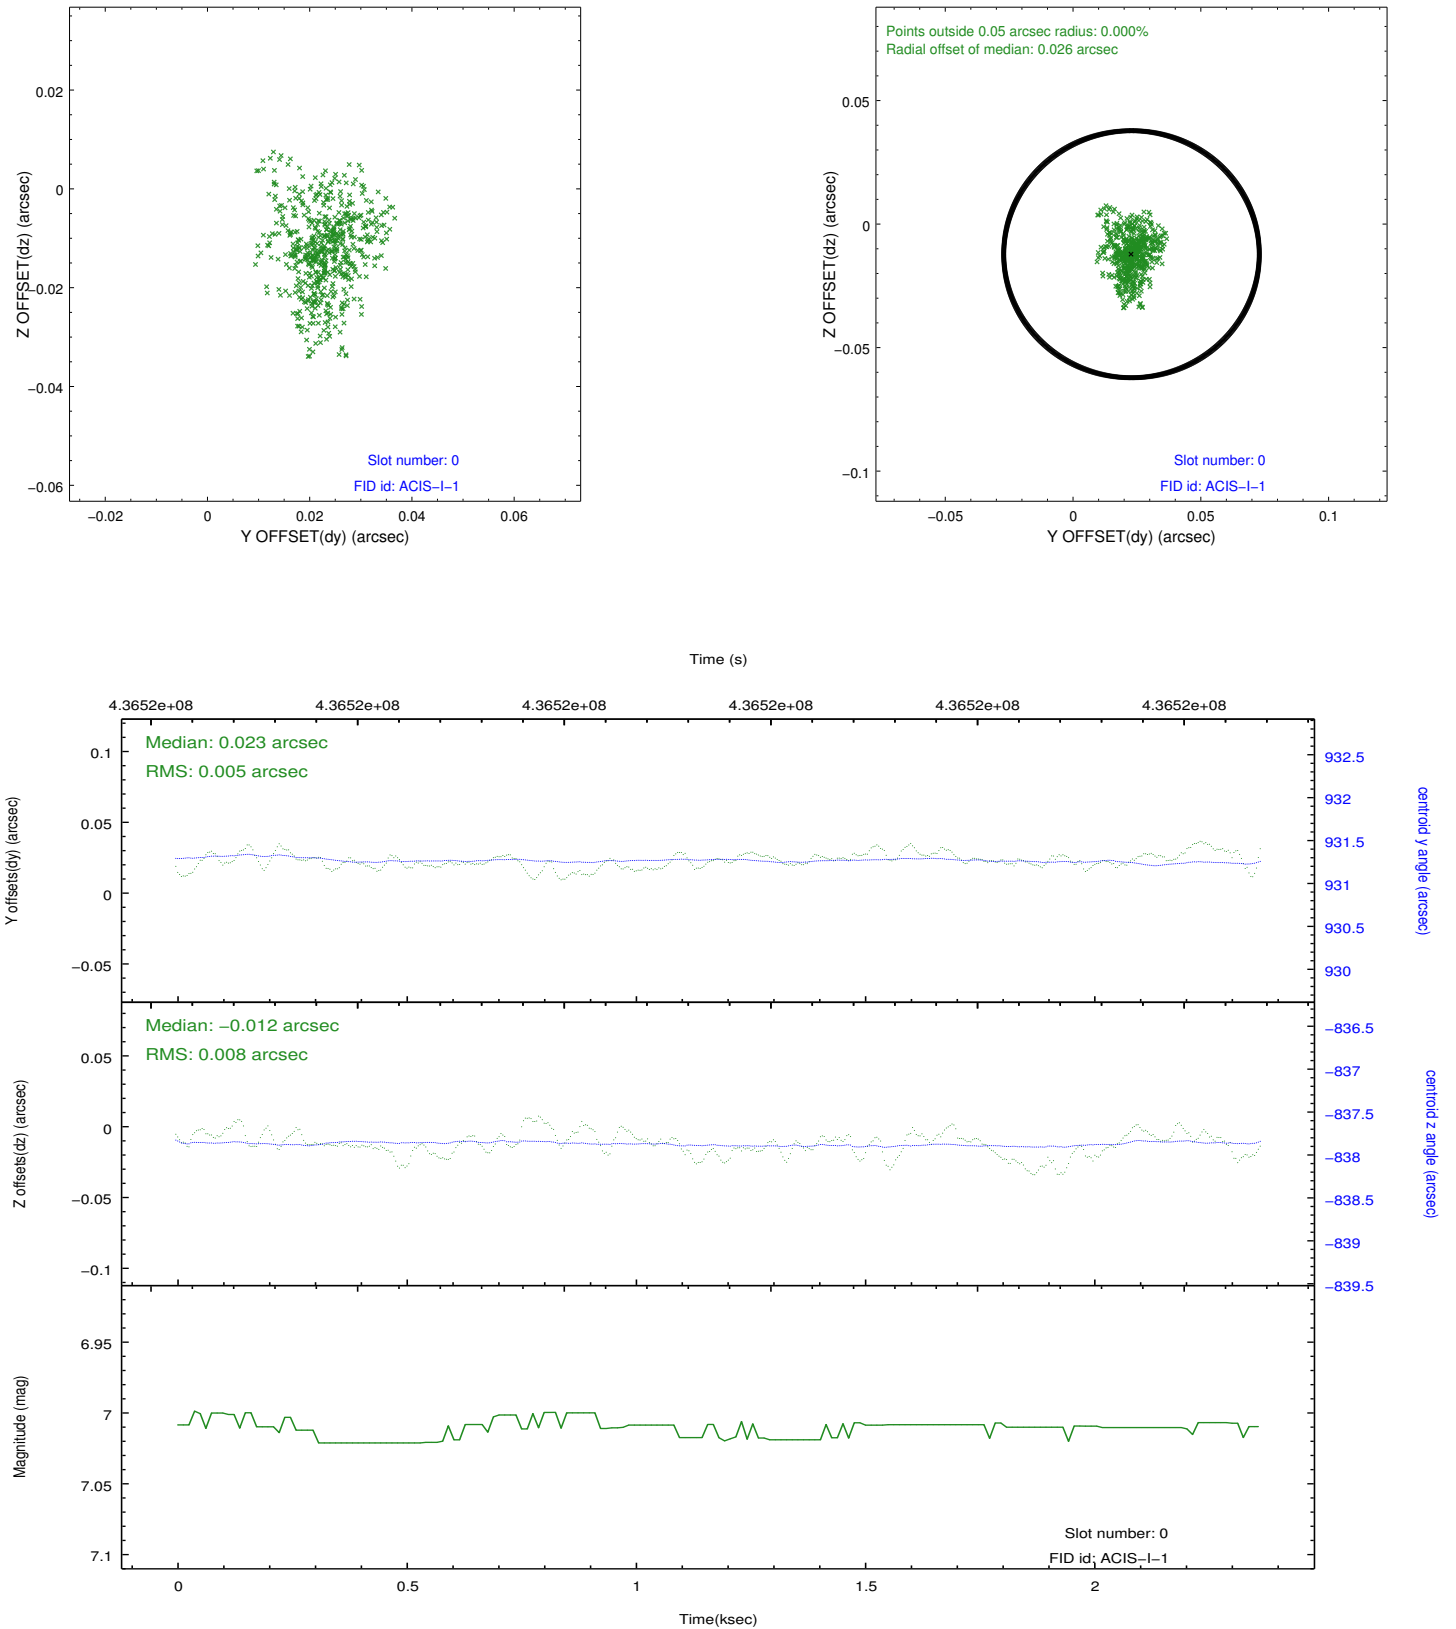 0.02
0
−0.02
−0.04
−0.06
Z OFFSET(dz) (arcsec)
Slot number: 0
FID id: ACIS−I−1
−0.02
0
0.02
0.04
0.06
Y OFFSET(dy) (arcsec)
Points outside 0.05 arcsec radius: 0.000%
Radial offset of median: 0.026 arcsec
0.05
0
−0.05
−0.1
Z OFFSET(dz) (arcsec)
Slot number: 0
FID id: ACIS−I−1
−0.05
0
0.05
0.1
Y OFFSET(dy) (arcsec)
Time (s)
4.3652e+08
4.3652e+08
4.3652e+08
4.3652e+08
4.3652e+08
4.3652e+08
Median: 0.023 arcsec
RMS: 0.005 arcsec
0.1
0.05
0
−0.05
Y offsets(dy) (arcsec)
932.5
932
931.5
931
930.5
930
centroid y angle (arcsec)
Median: −0.012 arcsec
RMS: 0.008 arcsec
0.05
0
−0.05
−0.1
Z offsets(dz) (arcsec)
−836.5
−837
−837.5
−838
−838.5
−839
−839.5
centroid z angle (arcsec)
6.95
7
7.05
7.1
Magnitude (mag)
Slot number: 0
FID id: ACIS−I−1
0
0.5
1
1.5
2
Time(ksec)